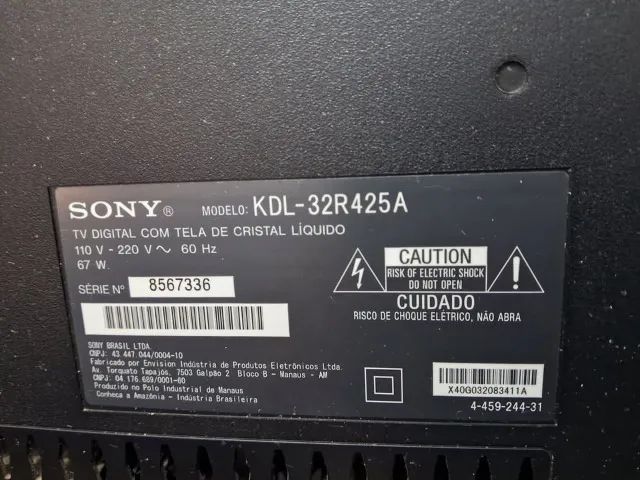 SONY® MODELO: KDL-32R425A
TV DIGITAL COM TELA DE CRISTAL LÍQUIDO
110 V - 220 V ~ 60 Hz
67 W
SÉRIE Nº 8567336
SONY BRASIL LTDA.
CNPJ: 43 447.044/0004-10
Fabricado por Envision Indústria de Produtos Eletrônicos Ltda.
Av. Torquato Tapajós, 7503 Galpão 2 Bloco B - Manaus - AM
CNPJ: 04 176.689/0001-60
Produzido no Polo Industrial de Manaus
Conheça a Amazônia - Indústria Brasileira
CAUTION
RISK OF ELECTRIC SHOCK
DO NOT OPEN
CUIDADO
RISCO DE CHOQUE ELÉTRICO, NÃO ABRA
X40G032083411A
4-459-244-31